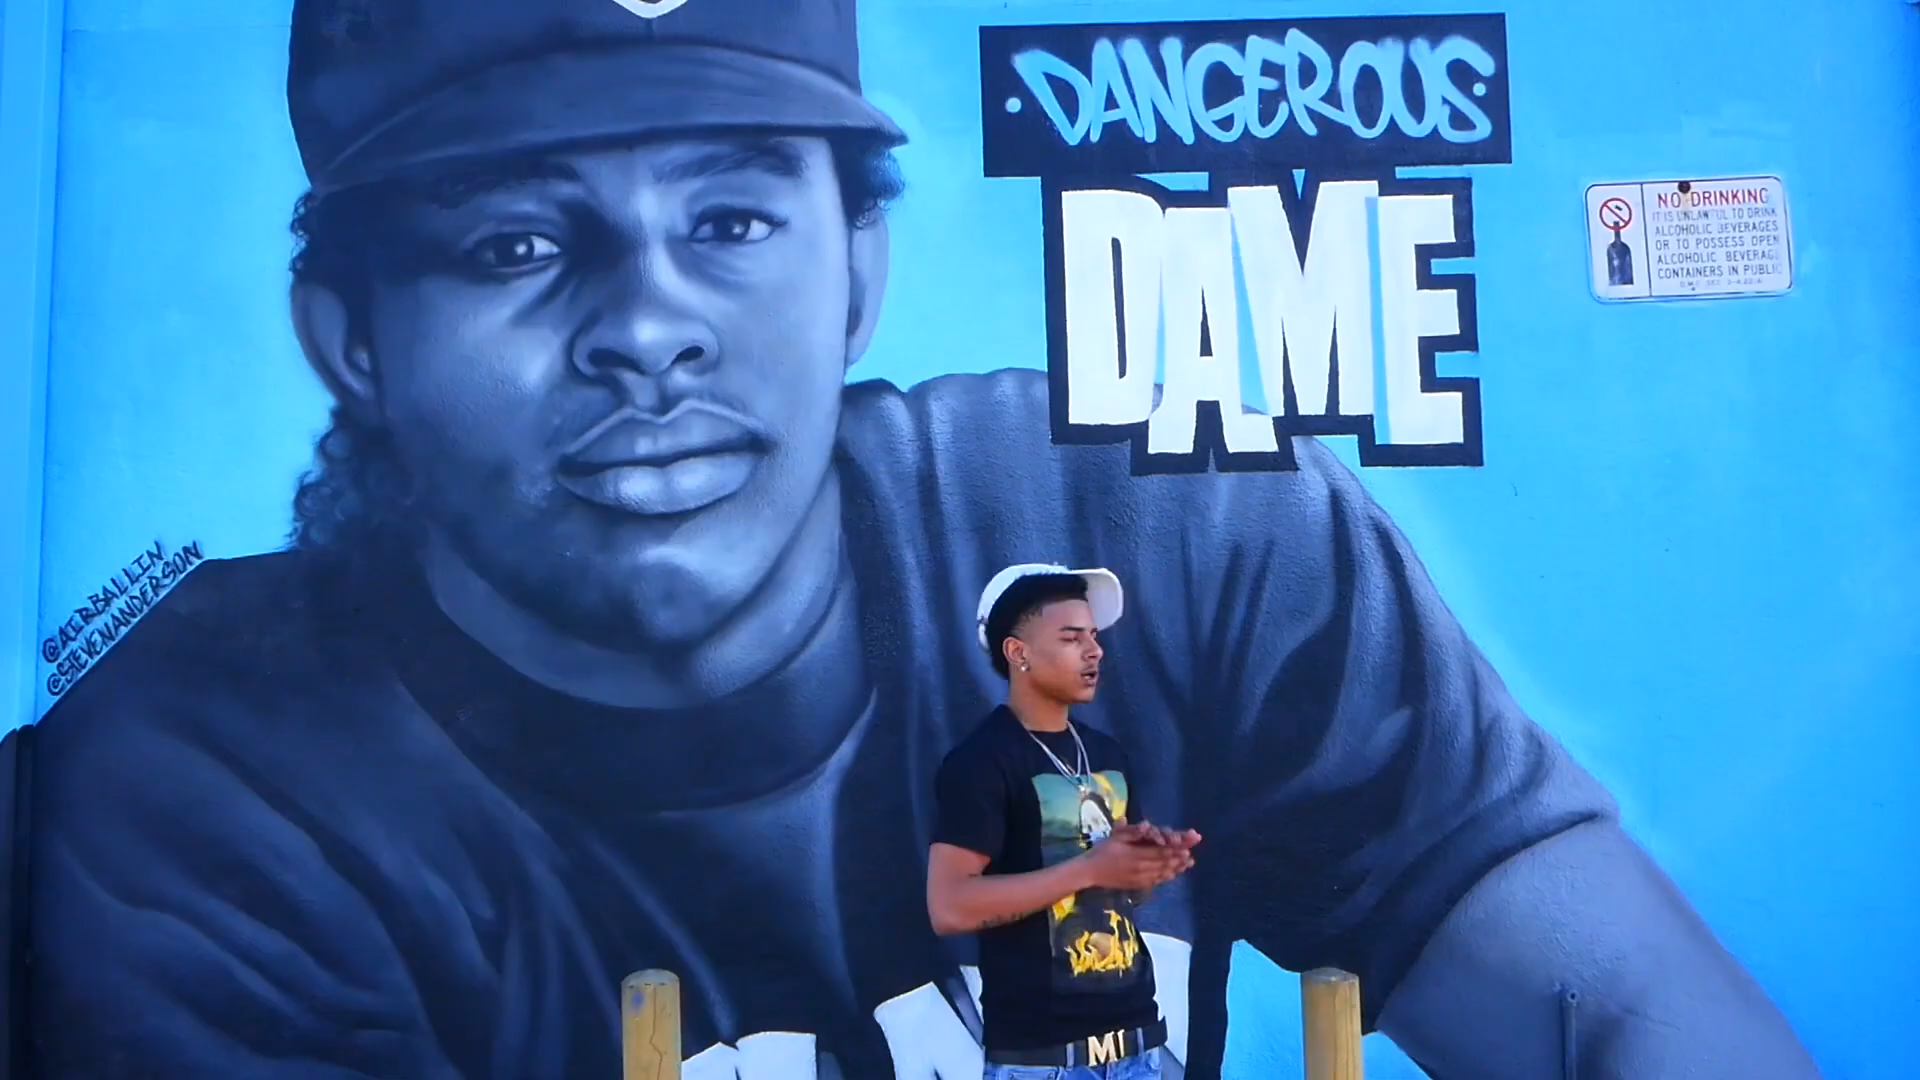 DANGEROUS
DAME
NO DRINKING
IT IS UNLAWFUL TO DRINK
ALCOHOLIC BEVERAGES
OR TO POSSESS OPEN
ALCOHOLIC BEVERAGE
CONTAINERS IN PUBLIC
@AIRBALLIN
@STEVENANDERSON